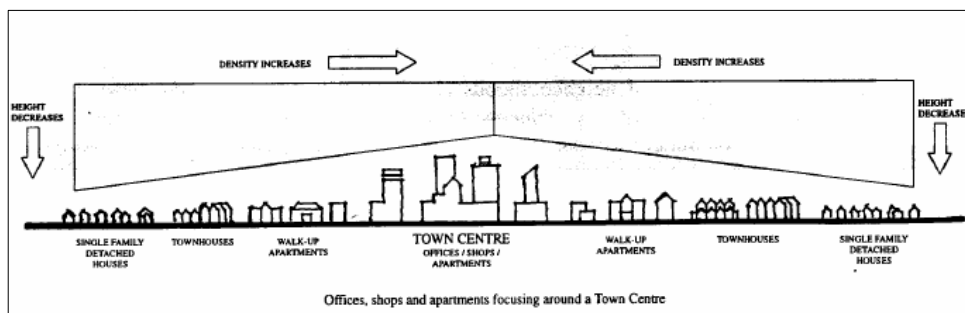 DENSITY INCREASES
DENSITY INCREASES
HEIGHT
DECREASES
HEIGHT
DECREASES
SINGLE FAMILY
DETACHED
HOUSES
TOWNHOUSES
WALK-UP
APARTMENTS
TOWN CENTRE
OFFICES / SHOPS /
APARTMENTS
WALK-UP
APARTMENTS
TOWNHOUSES
SINGLE FAMILY
DETACHED
HOUSES
Offices, shops and apartments focusing around a Town Centre